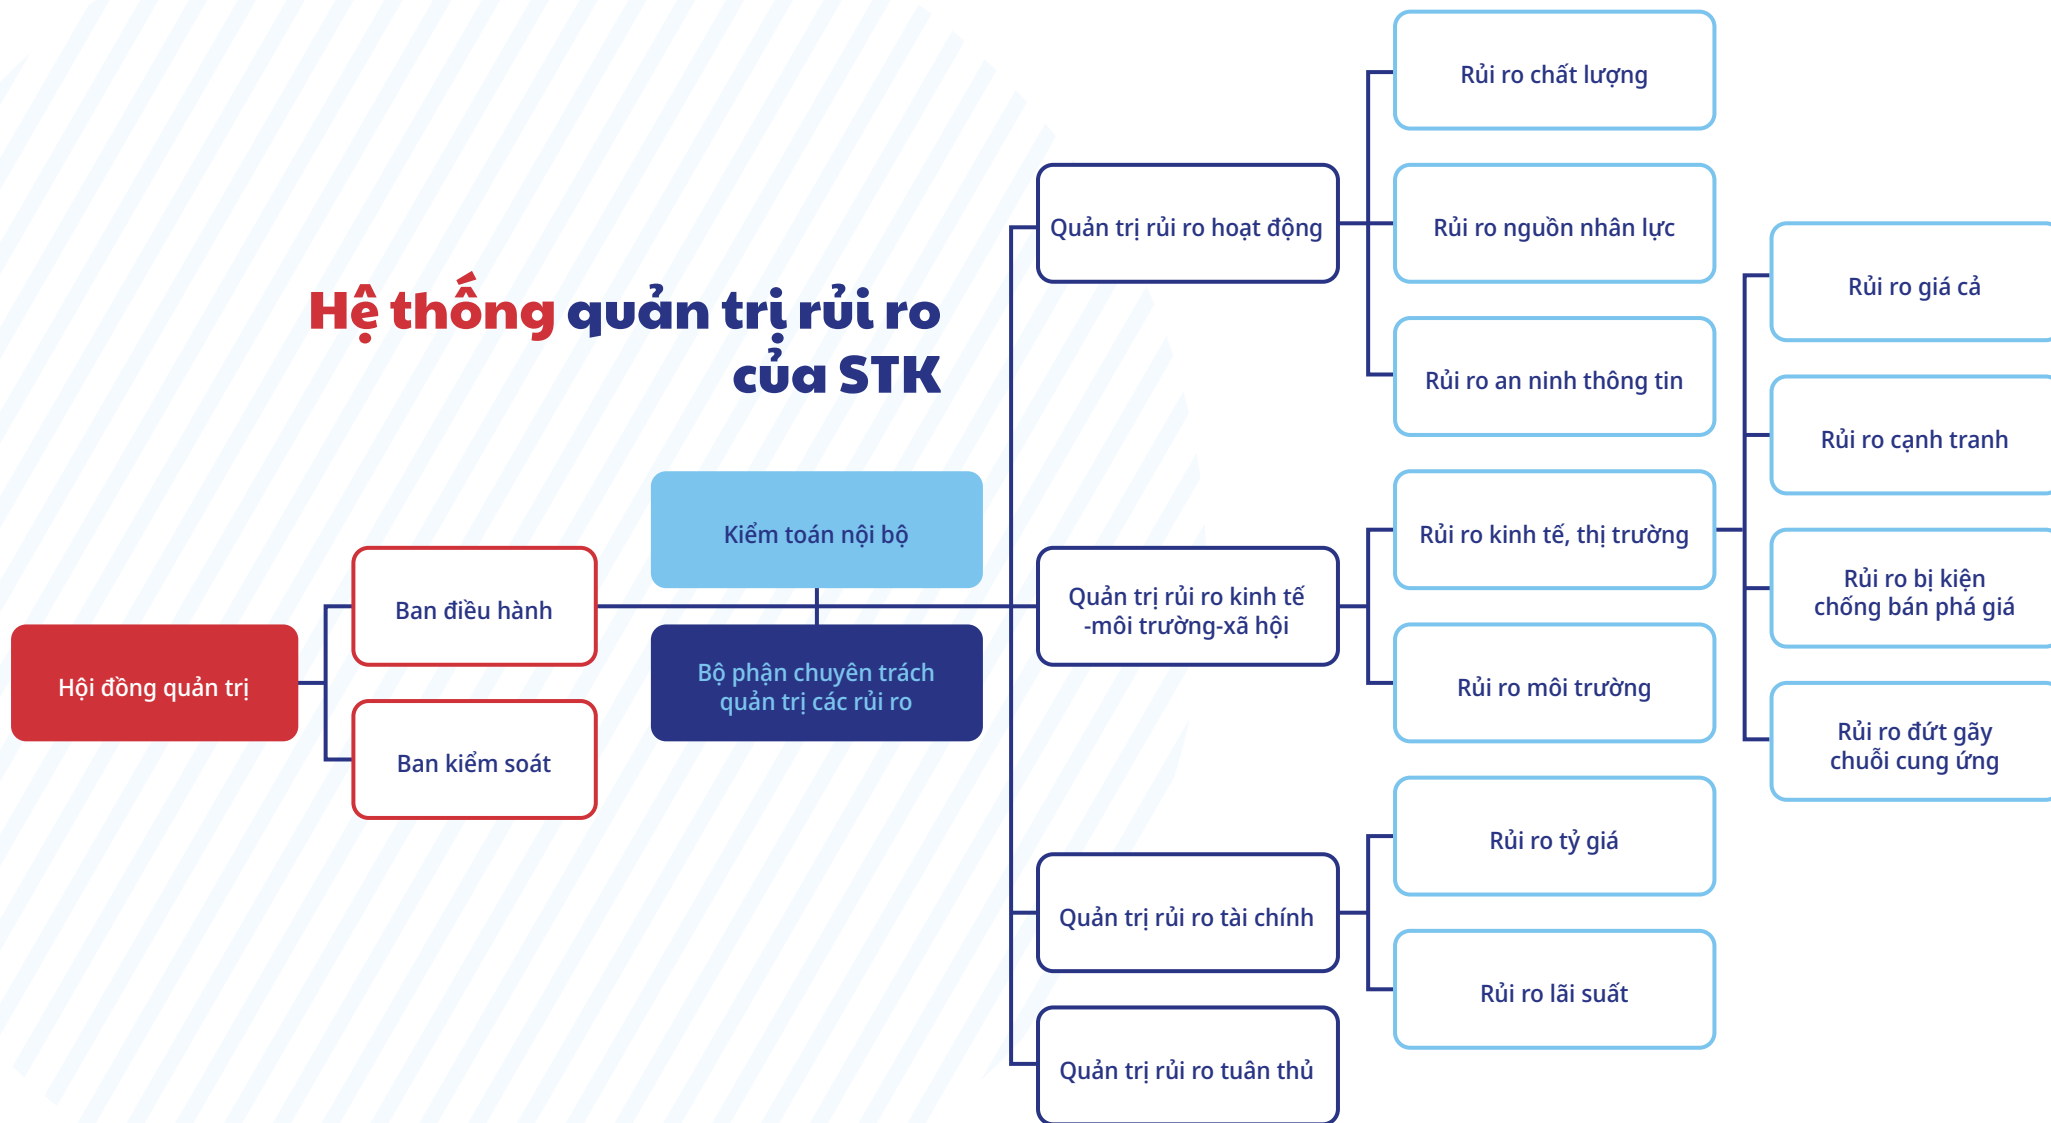 Hệ thống quản trị rủi ro
của STK
Hội đồng quản trị
Ban điều hành
Ban kiểm soát
Kiểm toán nội bộ
Bộ phận chuyên trách
quản trị các rủi ro
Quản trị rủi ro hoạt động
Rủi ro chất lượng
Rủi ro nguồn nhân lực
Rủi ro an ninh thông tin
Quản trị rủi ro kinh tế
-môi trường-xã hội
Rủi ro kinh tế, thị trường
Rủi ro giá cả
Rủi ro cạnh tranh
Rủi ro bị kiện
chống bán phá giá
Rủi ro đứt gãy
chuỗi cung ứng
Rủi ro môi trường
Quản trị rủi ro tài chính
Rủi ro tỷ giá
Rủi ro lãi suất
Quản trị rủi ro tuân thủ